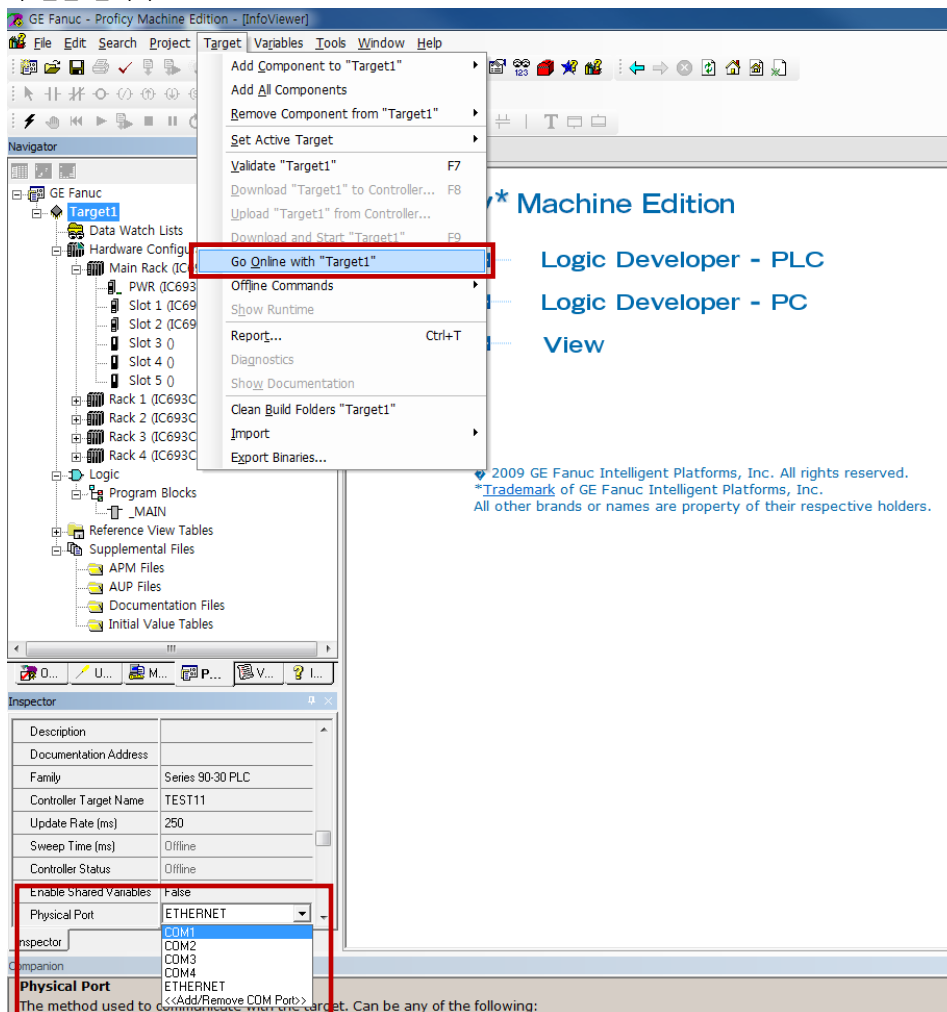 GE Fanuc - Proficy Machine Edition - [InfoViewer]
File Edit Search Project Target Variables Tools Window Help
Add Component to "Target1"
Add All Components
Remove Component from "Target1"
Set Active Target
Validate "Target1" F7
Download "Target1" to Controller... F8
Upload "Target1" from Controller...
Download and Start "Target1" F9
Go Online with "Target1"
Offline Commands
Show Runtime
Report... Ctrl+T
Diagnostics
Show Documentation
Clean Build Folders "Target1"
Import
Export Binaries...
Navigator
GE Fanuc
Target1
Data Watch Lists
Hardware Configu
Main Rack (IC6
PWR (IC693
Slot 1 (IC69
Slot 2 (IC69
Slot 3 ()
Slot 4 ()
Slot 5 ()
Rack 1 (IC693C
Rack 2 (IC693C
Rack 3 (IC693C
Rack 4 (IC693C
Logic
Program Blocks
_MAIN
Reference View Tables
Supplemental Files
APM Files
AUP Files
Documentation Files
Initial Value Tables
O... U... M... P... V... I...
y* Machine Edition
Logic Developer - PLC
Logic Developer - PC
View
� 2009 GE Fanuc Intelligent Platforms, Inc. All rights reserved.
*Trademark of GE Fanuc Intelligent Platforms, Inc.
All other brands or names are property of their respective holders.
Inspector
Description
Documentation Address
Family Series 90-30 PLC
Controller Target Name TEST11
Update Rate (ms) 250
Sweep Time (ms) Offline
Controller Status Offline
Enable Shared Variables False
Physical Port ETHERNET
COM1
COM2
COM3
COM4
ETHERNET
<<Add/Remove COM Port>>
Inspector
Companion
Physical Port
The method used to communicate with the target. Can be any of the following: